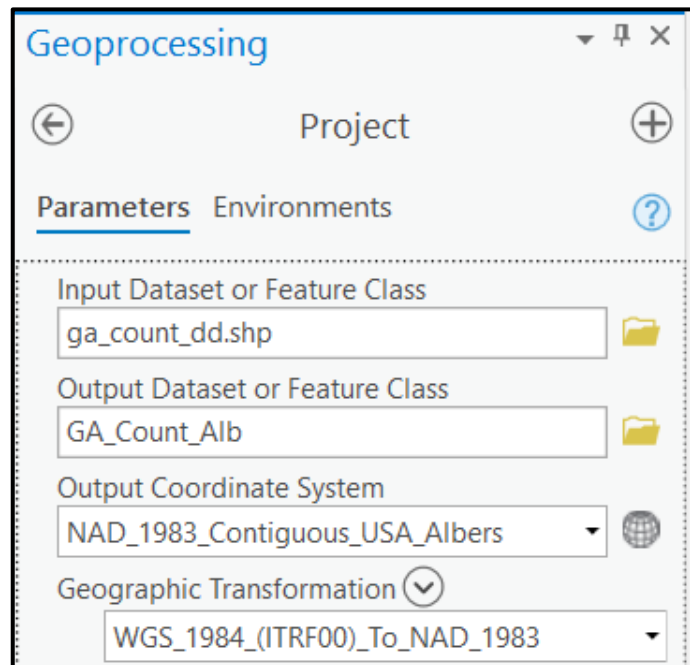 Geoprocessing
Project
Parameters Environments
Input Dataset or Feature Class
ga_count_dd.shp
Output Dataset or Feature Class
GA_Count_Alb
Output Coordinate System
NAD_1983_Contiguous_USA_Albers
Geographic Transformation
WGS_1984_(ITRF00)_To_NAD_1983